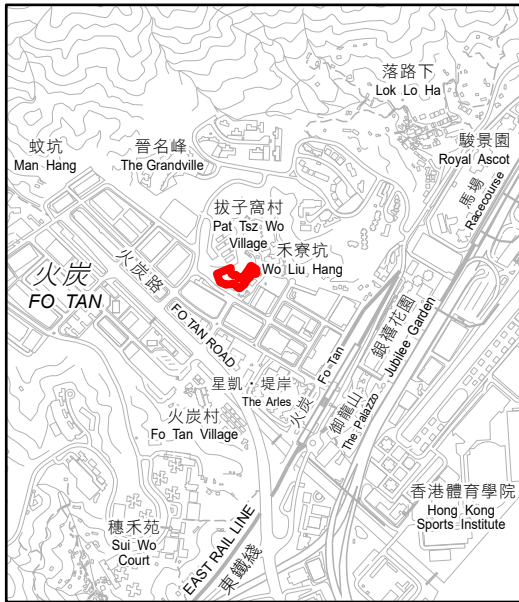 落路下
Lok Lo Ha
駿景園
Royal Ascot
蚊坑
Man Hang
晉名峰
The Grandville
馬場
Racecourse
拔子窩村
Pat Tsz Wo
Village
禾寮坑
Wo Liu Hang
火炭
FO TAN
火炭路
FO TAN ROAD
銀禧花園
Jubilee Garden
星凱．堤岸
The Arles
火炭
Fo Tan
御龍山
The Palazzo
火炭村
Fo Tan Village
穗禾苑
Sui Wo
Court
香港體育學院
Hong Kong
Sports Institute
EAST RAIL LINE
東鐵綫